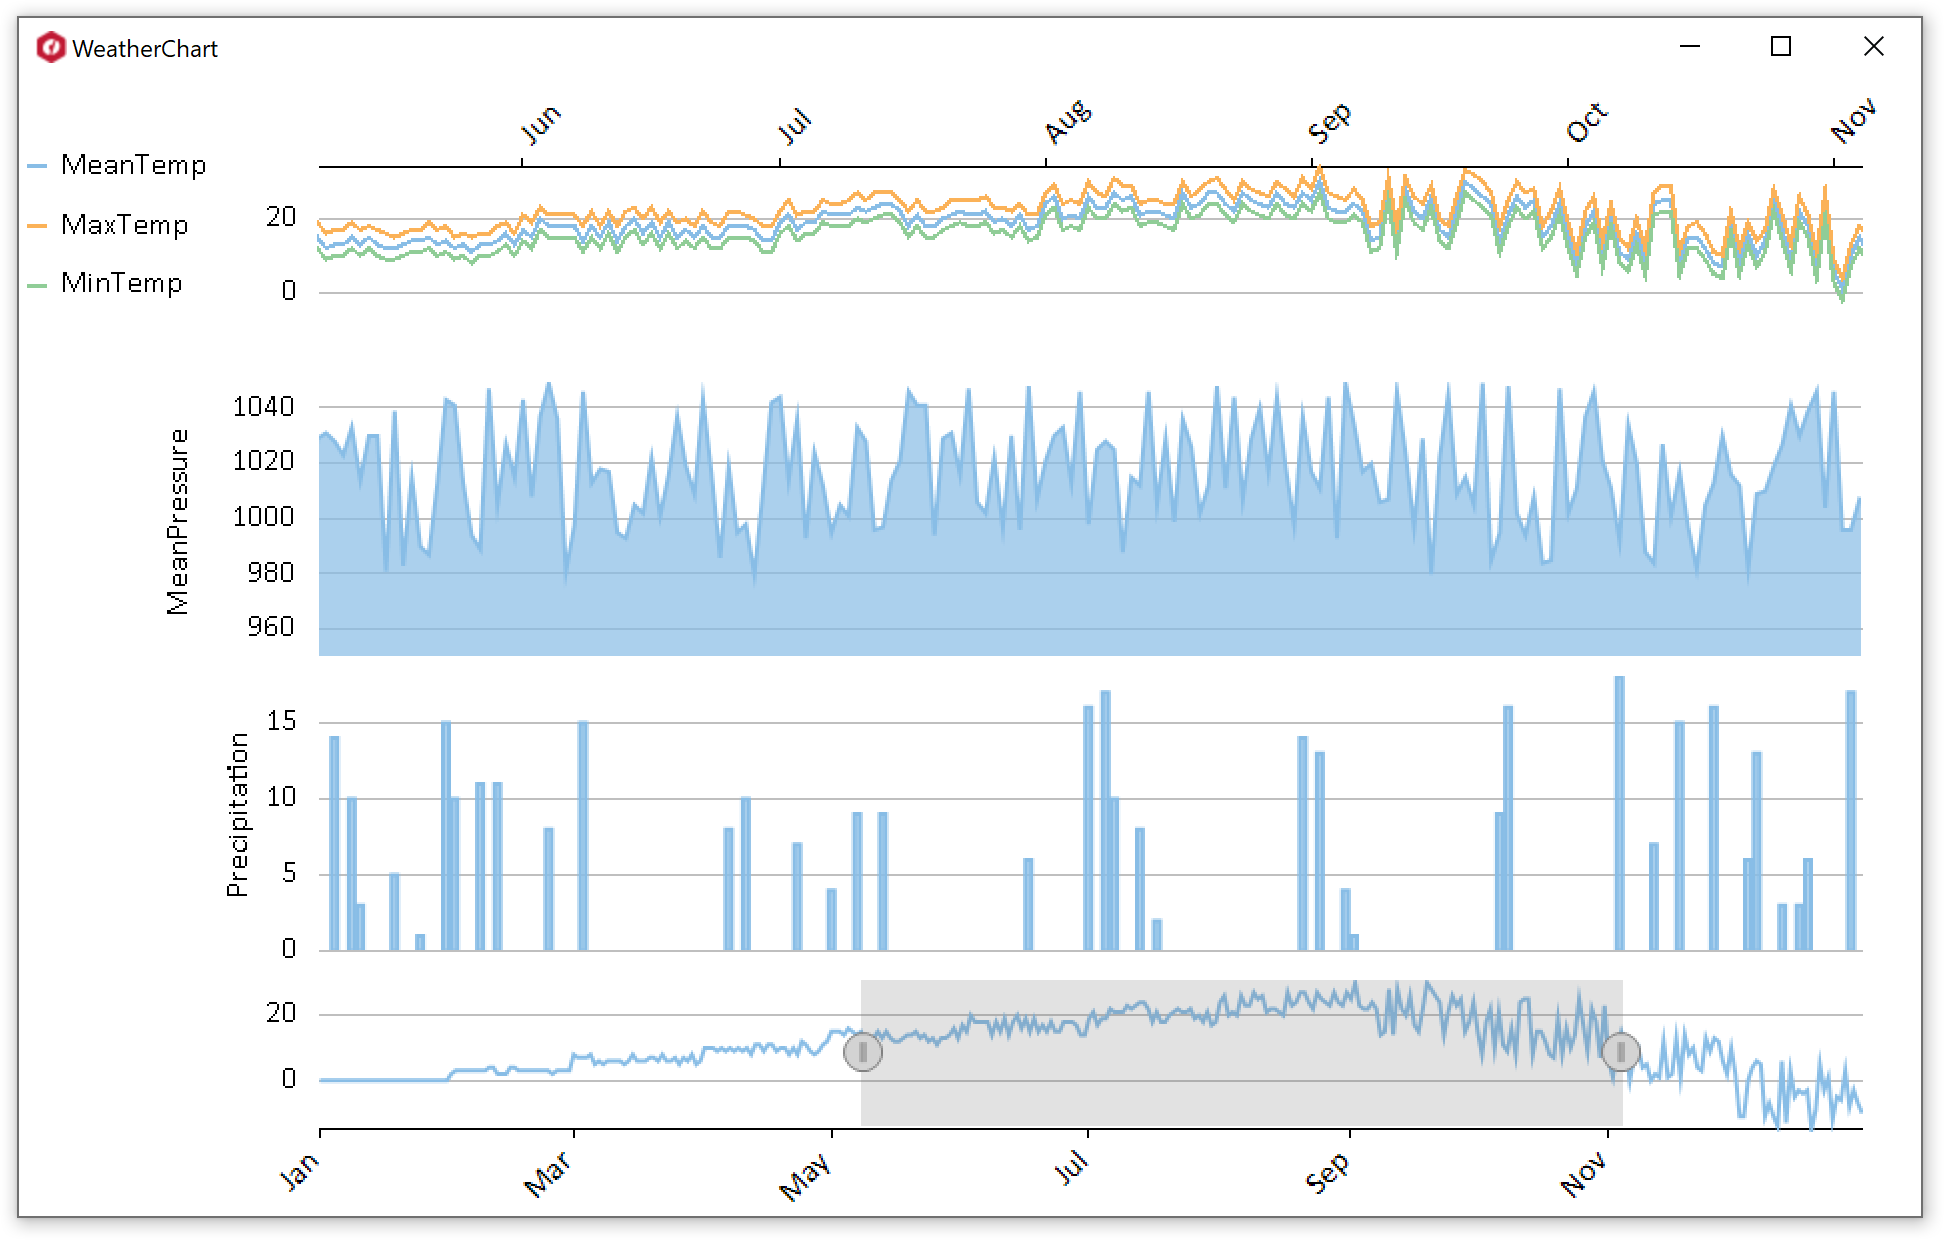 WeatherChart
Jun Jul Aug Sep Oct Nov
MeanTemp
MaxTemp
MinTemp
20
0
MeanPressure
1040
1020
1000
980
960
Precipitation
15
10
5
0
20
0
Jan Mar May Jul Sep Nov